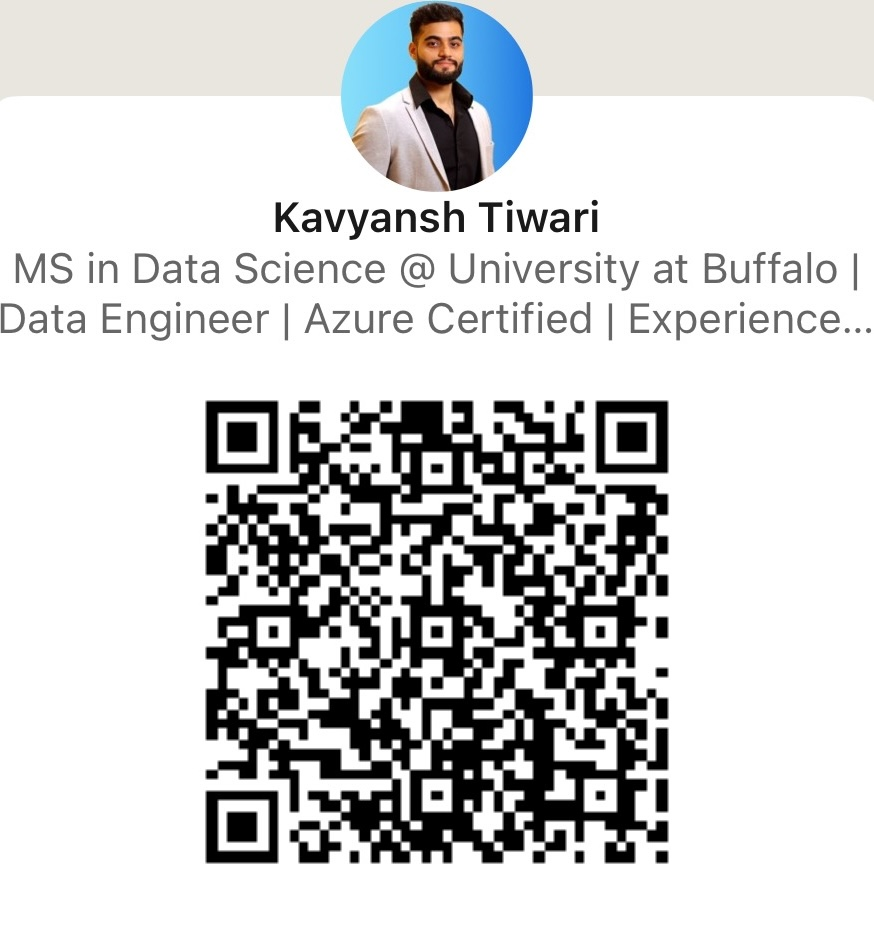 Kavyansh Tiwari
MS in Data Science @ University at Buffalo |
Data Engineer | Azure Certified | Experience...